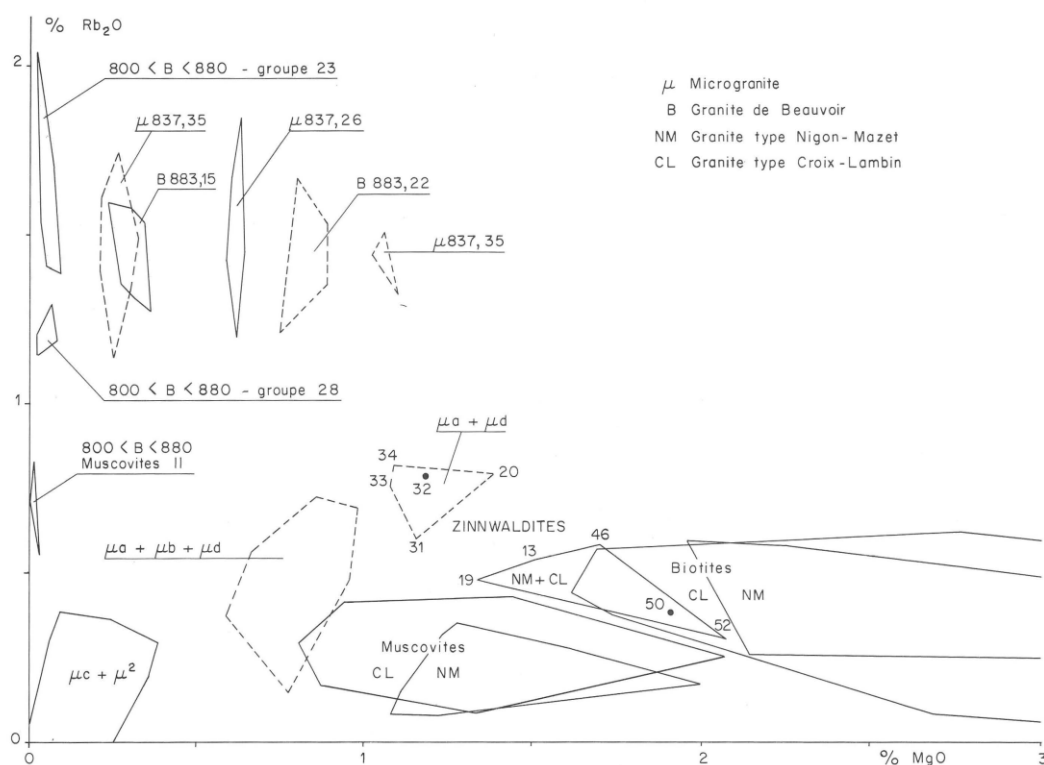 % Rb₂O
2
800 < B < 880 - groupe 23
μ837,35
μ837,26
B 883,15
B 883,22
μ837,35
μ Microgranite
B Granite de Beauvoir
NM Granite type Nigon-Mazet
CL Granite type Croix-Lambin
800 < B < 880 - groupe 28
1
μa + μd
800 < B < 880
Muscovites II
34
33
32
20
31
ZINNWALDITES
μa + μb + μd
13
46
19
NM + CL
Biotites
CL NM
50
52
Muscovites
CL NM
μc + μ²
0
0
1
2
3
% MgO